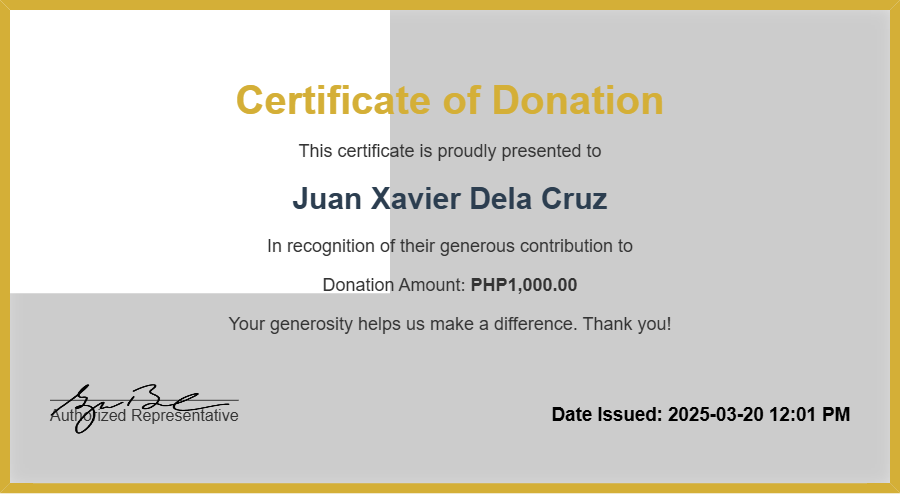 Certificate of Donation
This certificate is proudly presented to
Juan Xavier Dela Cruz
In recognition of their generous contribution to
Donation Amount: PHP1,000.00
Your generosity helps us make a difference. Thank you!
Authorized Representative
Date Issued: 2025-03-20 12:01 PM